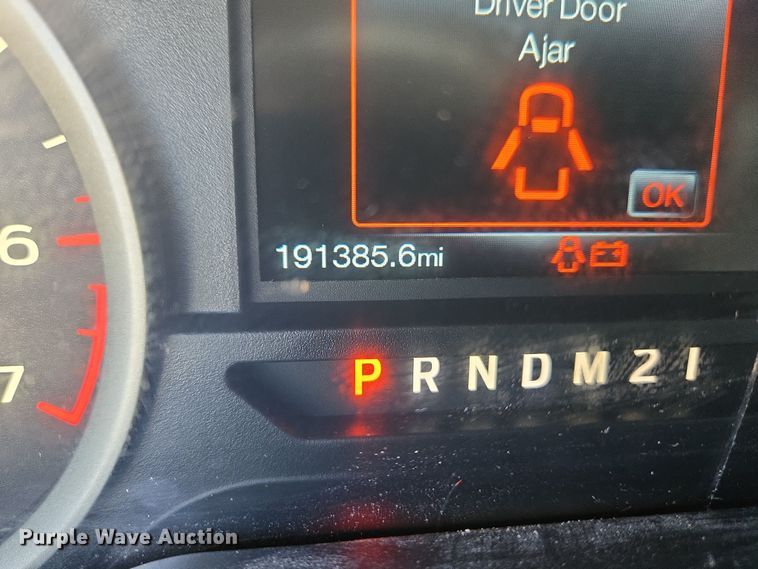 Driver Door
Ajar
OK
191385.6mi
6
7
P R N D M 2 1
Purple Wave Auction